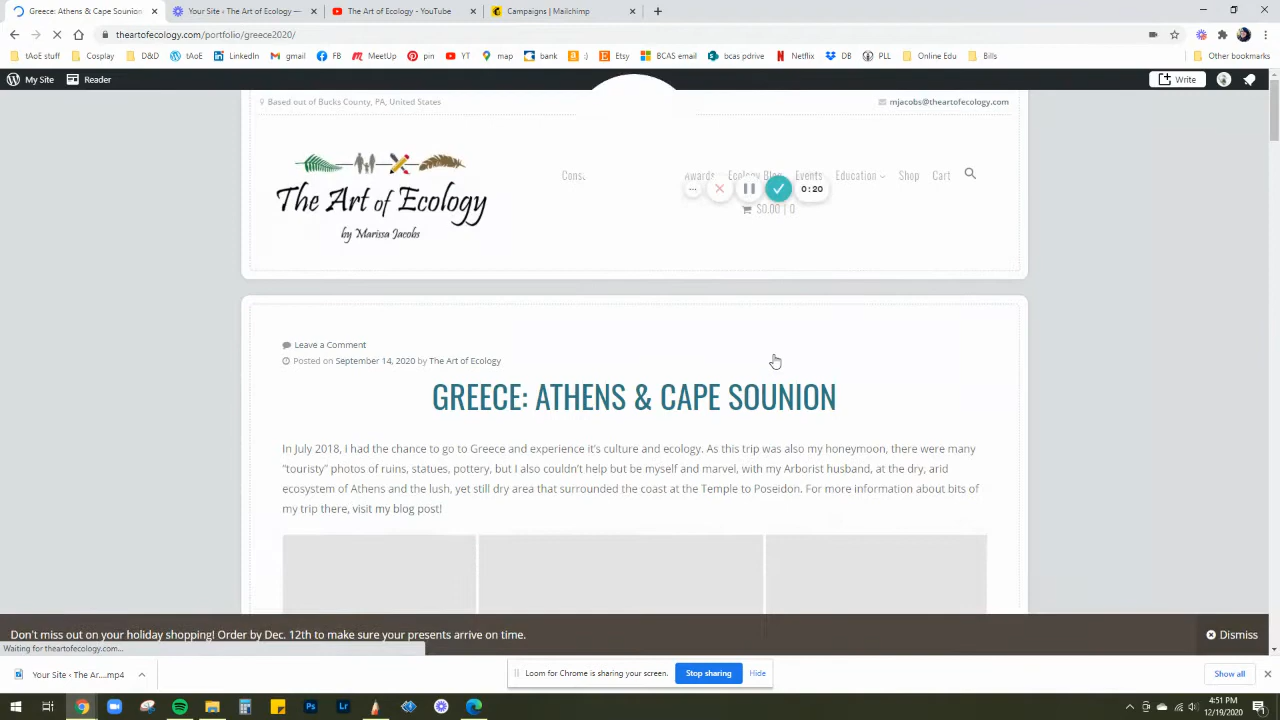 Greece: Athens & Cape Sounion
Your Site ‹ The Art of Ecology —
The Art of Ecology - YouTube
Campaigns | Mailchimp
theartofecology.com/portfolio/greece2020/
tAoE stuff
Cosplay
D&D
tAoE
LinkedIn
gmail
FB
MeetUp
pin
YT
map
bank
:)
Etsy
BCAS email
bcas pdrive
Netflix
DB
PLL
Online Edu
Bills
Other bookmarks
My Site
Reader
Write
Based out of Bucks County, PA, United States
mjacobs@theartofecology.com
The Art of Ecology
by Marissa Jacobs
Awards
Ecology Blog
Events
Education
Shop
Cart
0:20
$0.00 | 0
Leave a Comment
Posted on September 14, 2020 by The Art of Ecology
GREECE: ATHENS & CAPE SOUNION
In July 2018, I had the chance to go to Greece and experience it's culture and ecology. As this trip was also my honeymoon, there were many
"touristy" photos of ruins, statues, pottery, but I also couldn't help but be myself and marvel, with my Arborist husband, at the dry, arid
ecosystem of Athens and the lush, yet still dry area that surrounded the coast at the Temple to Poseidon. For more information about bits of
my trip there, visit my blog post!
Don't miss out on your holiday shopping! Order by Dec. 12th to make sure your presents arrive on time.
Dismiss
Waiting for theartofecology.com...
Your Site ‹ The Ar....mp4
Loom for Chrome is sharing your screen.
Stop sharing
Hide
Show all
4:51 PM
12/19/2020